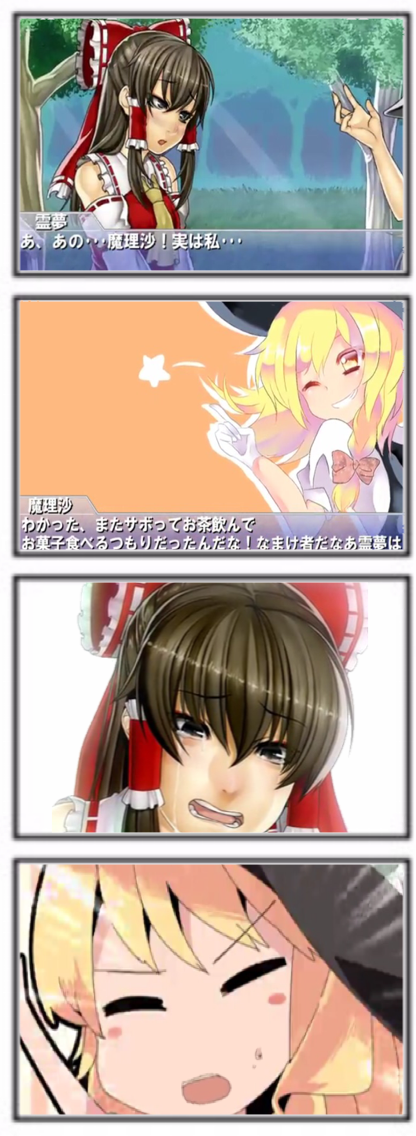 霊夢
あ、あの･･･魔理沙！実は私･･･
魔理沙
わかった、またサボってお茶飲んで
お菓子食べるつもりだったんだな！なまけ者だなあ霊夢は